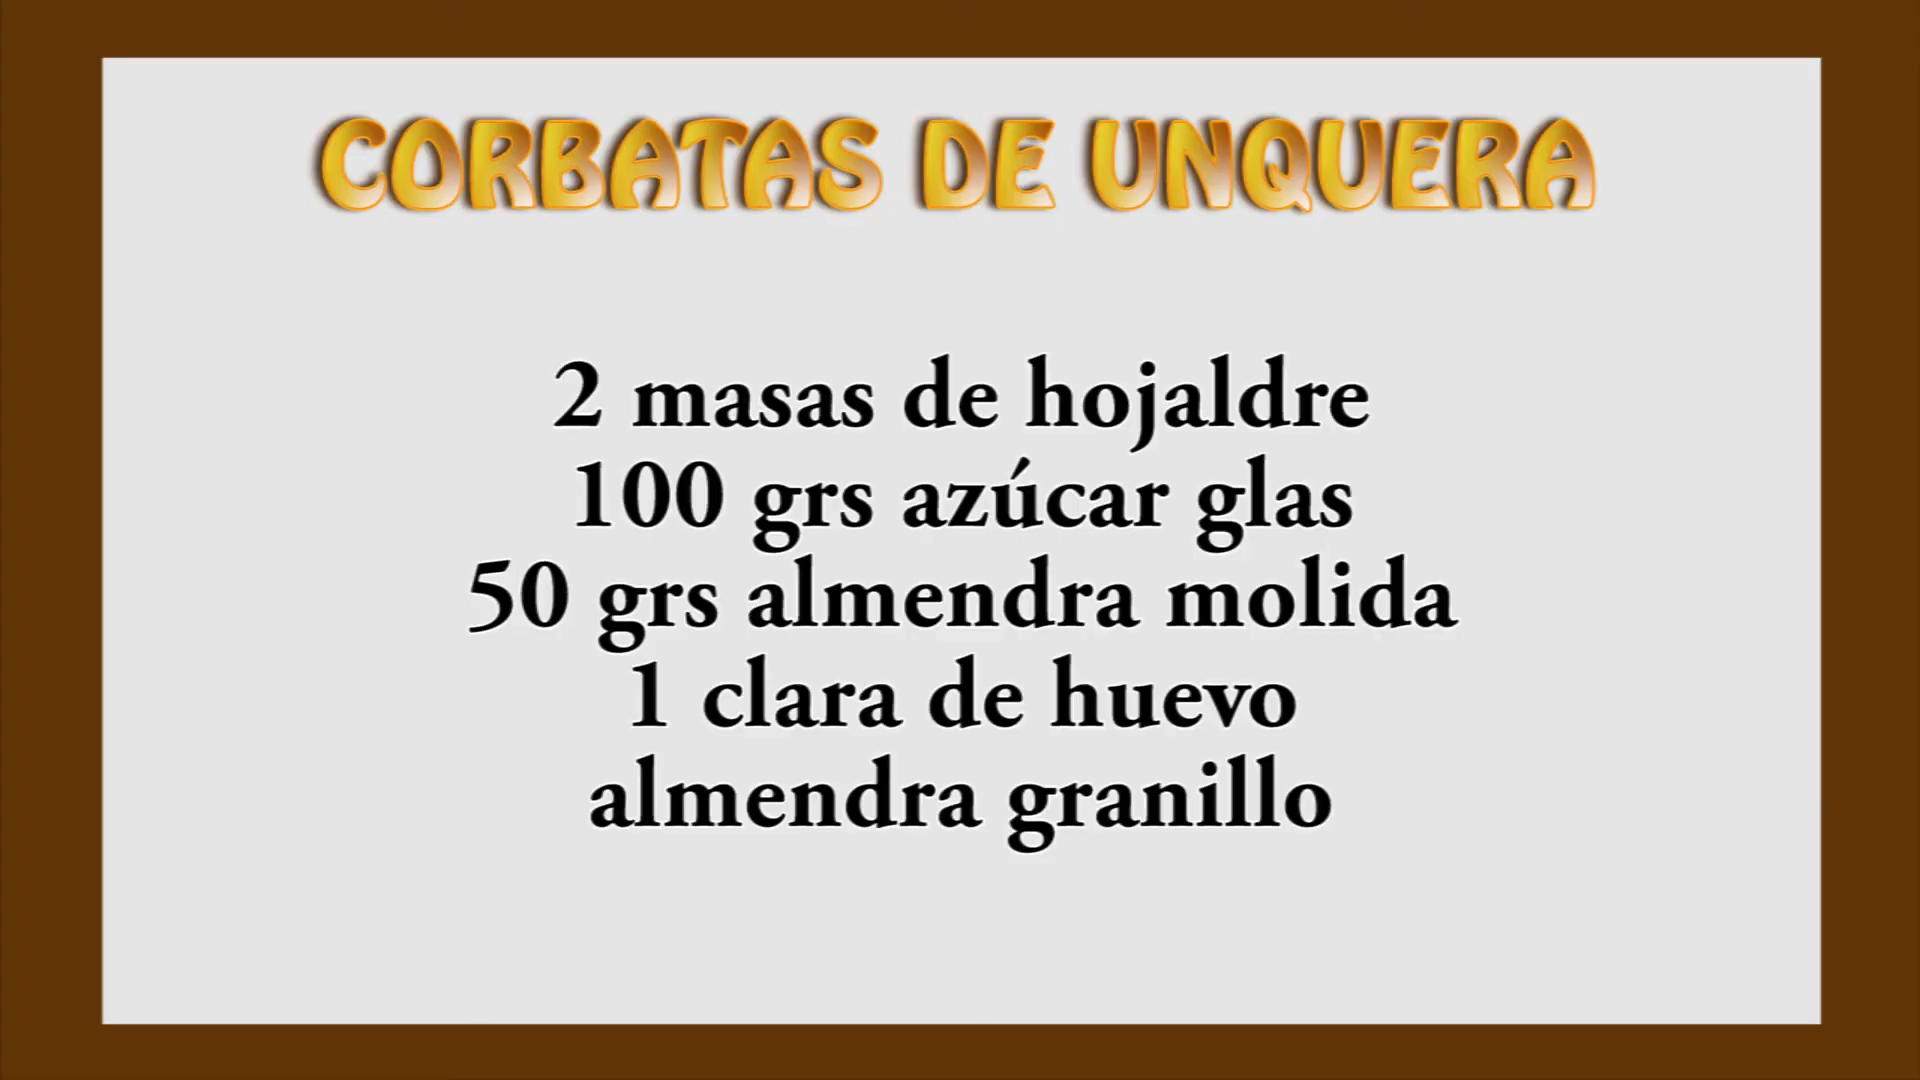 CORBATAS DE UNQUERA
2 masas de hojaldre
100 grs azúcar glas
50 grs almendra molida
1 clara de huevo
almendra granillo